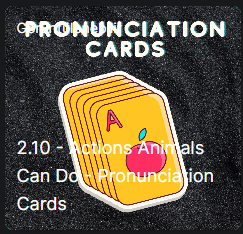 PRONUNCIATION
CARDS
A
2.10 - Actions Animals
Can Do - Pronunciation
Cards